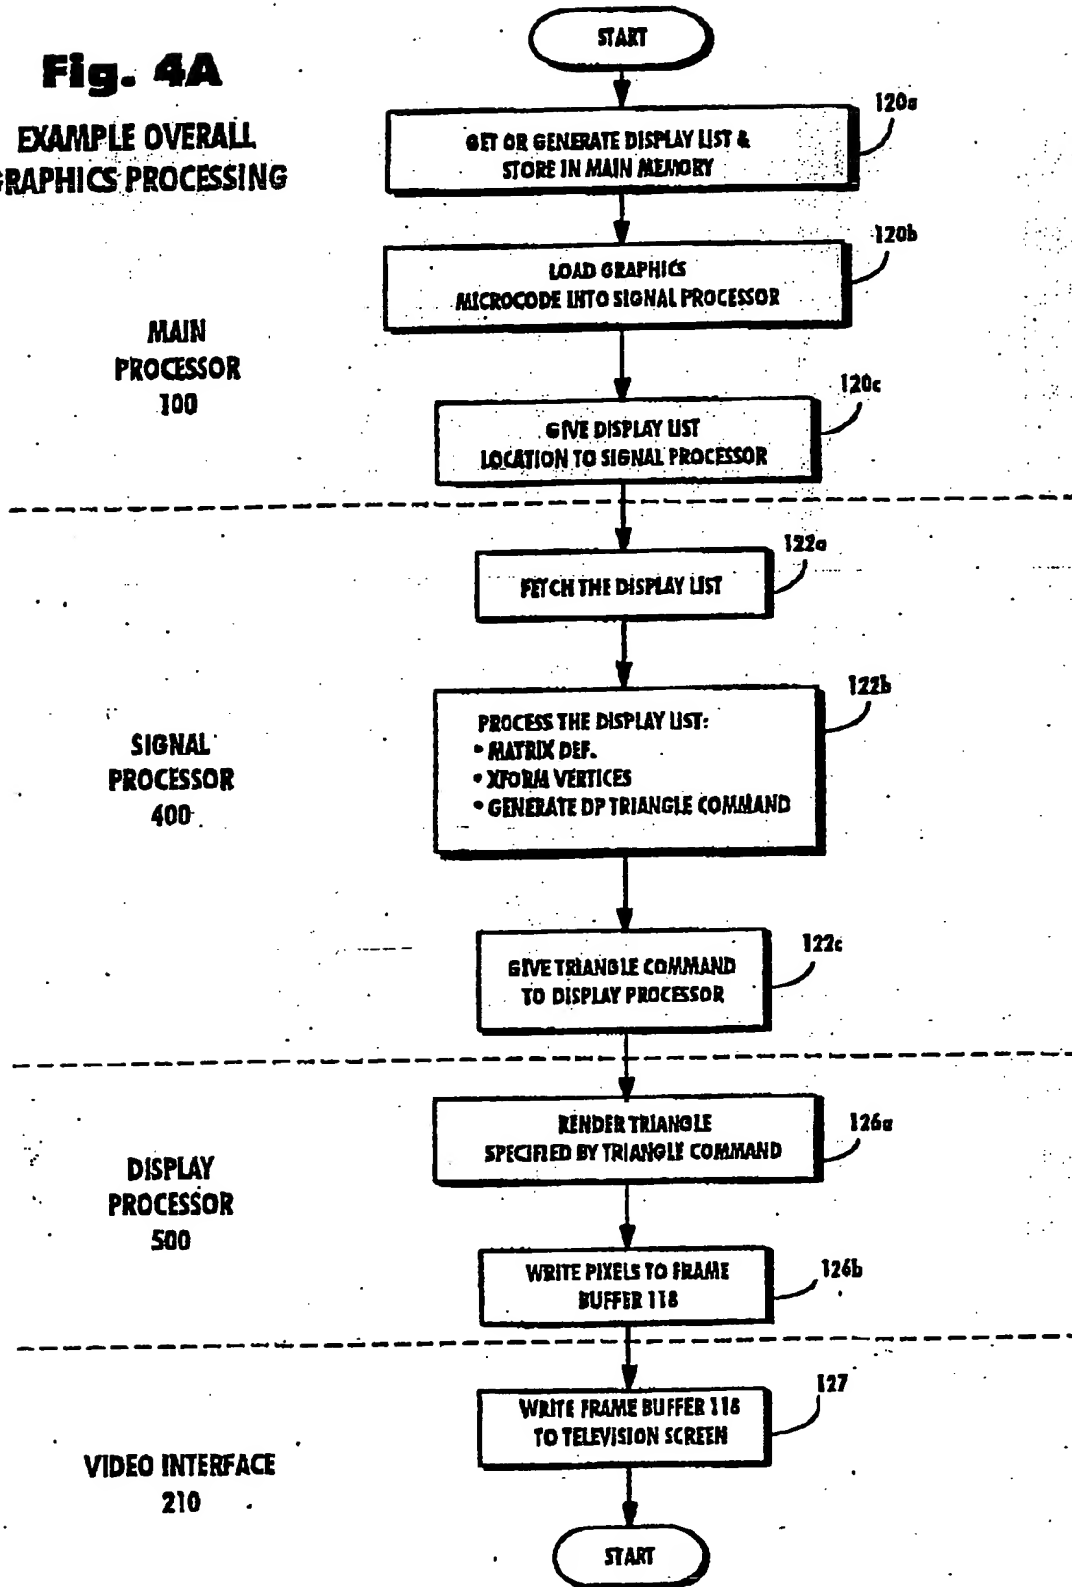 Fig. 4A
EXAMPLE OVERALL
GRAPHICS PROCESSING
START
120a
GET OR GENERATE DISPLAY LIST &
STORE IN MAIN MEMORY
120b
LOAD GRAPHICS
MICROCODE INTO SIGNAL PROCESSOR
MAIN
PROCESSOR
100
120c
GIVE DISPLAY LIST
LOCATION TO SIGNAL PROCESSOR
122a
FETCH THE DISPLAY LIST
122b
PROCESS THE DISPLAY LIST:
• MATRIX DEF.
• XFORM VERTICES
• GENERATE DP TRIANGLE COMMAND
SIGNAL
PROCESSOR
400
122c
GIVE TRIANGLE COMMAND
TO DISPLAY PROCESSOR
126a
RENDER TRIANGLE
SPECIFIED BY TRIANGLE COMMAND
DISPLAY
PROCESSOR
500
126b
WRITE PIXELS TO FRAME
BUFFER 118
127
WRITE FRAME BUFFER 118
TO TELEVISION SCREEN
VIDEO INTERFACE
210
START